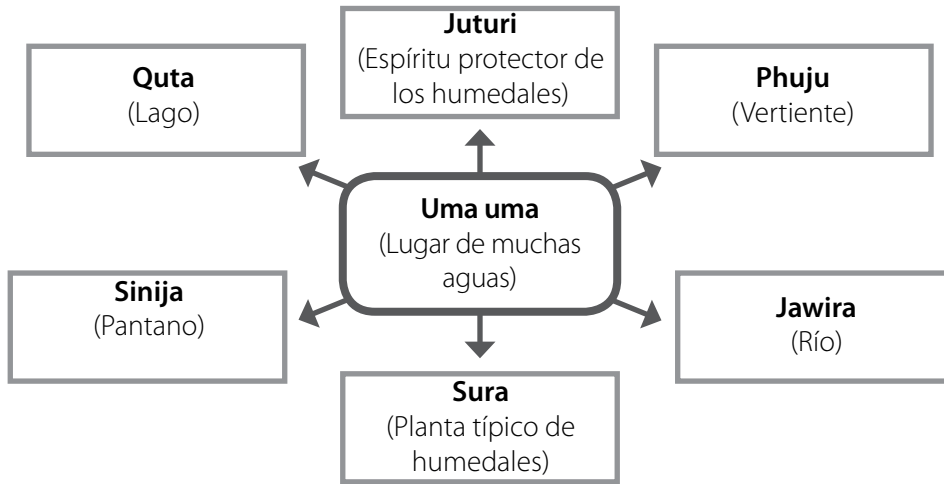 Juturi
(Espíritu protector de
los humedales)
Quta
(Lago)
Phuju
(Vertiente)
Uma uma
(Lugar de muchas
aguas)
Sinija
(Pantano)
Jawira
(Río)
Sura
(Planta típico de
humedales)